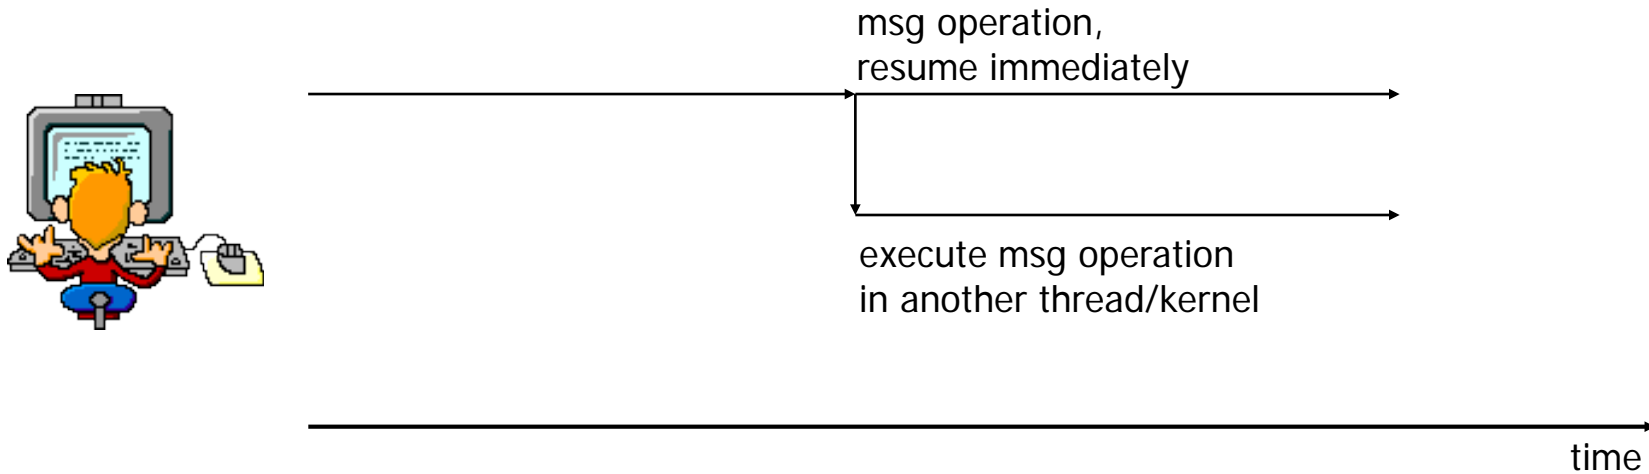 msg operation,
resume immediately
execute msg operation
in another thread/kernel
time